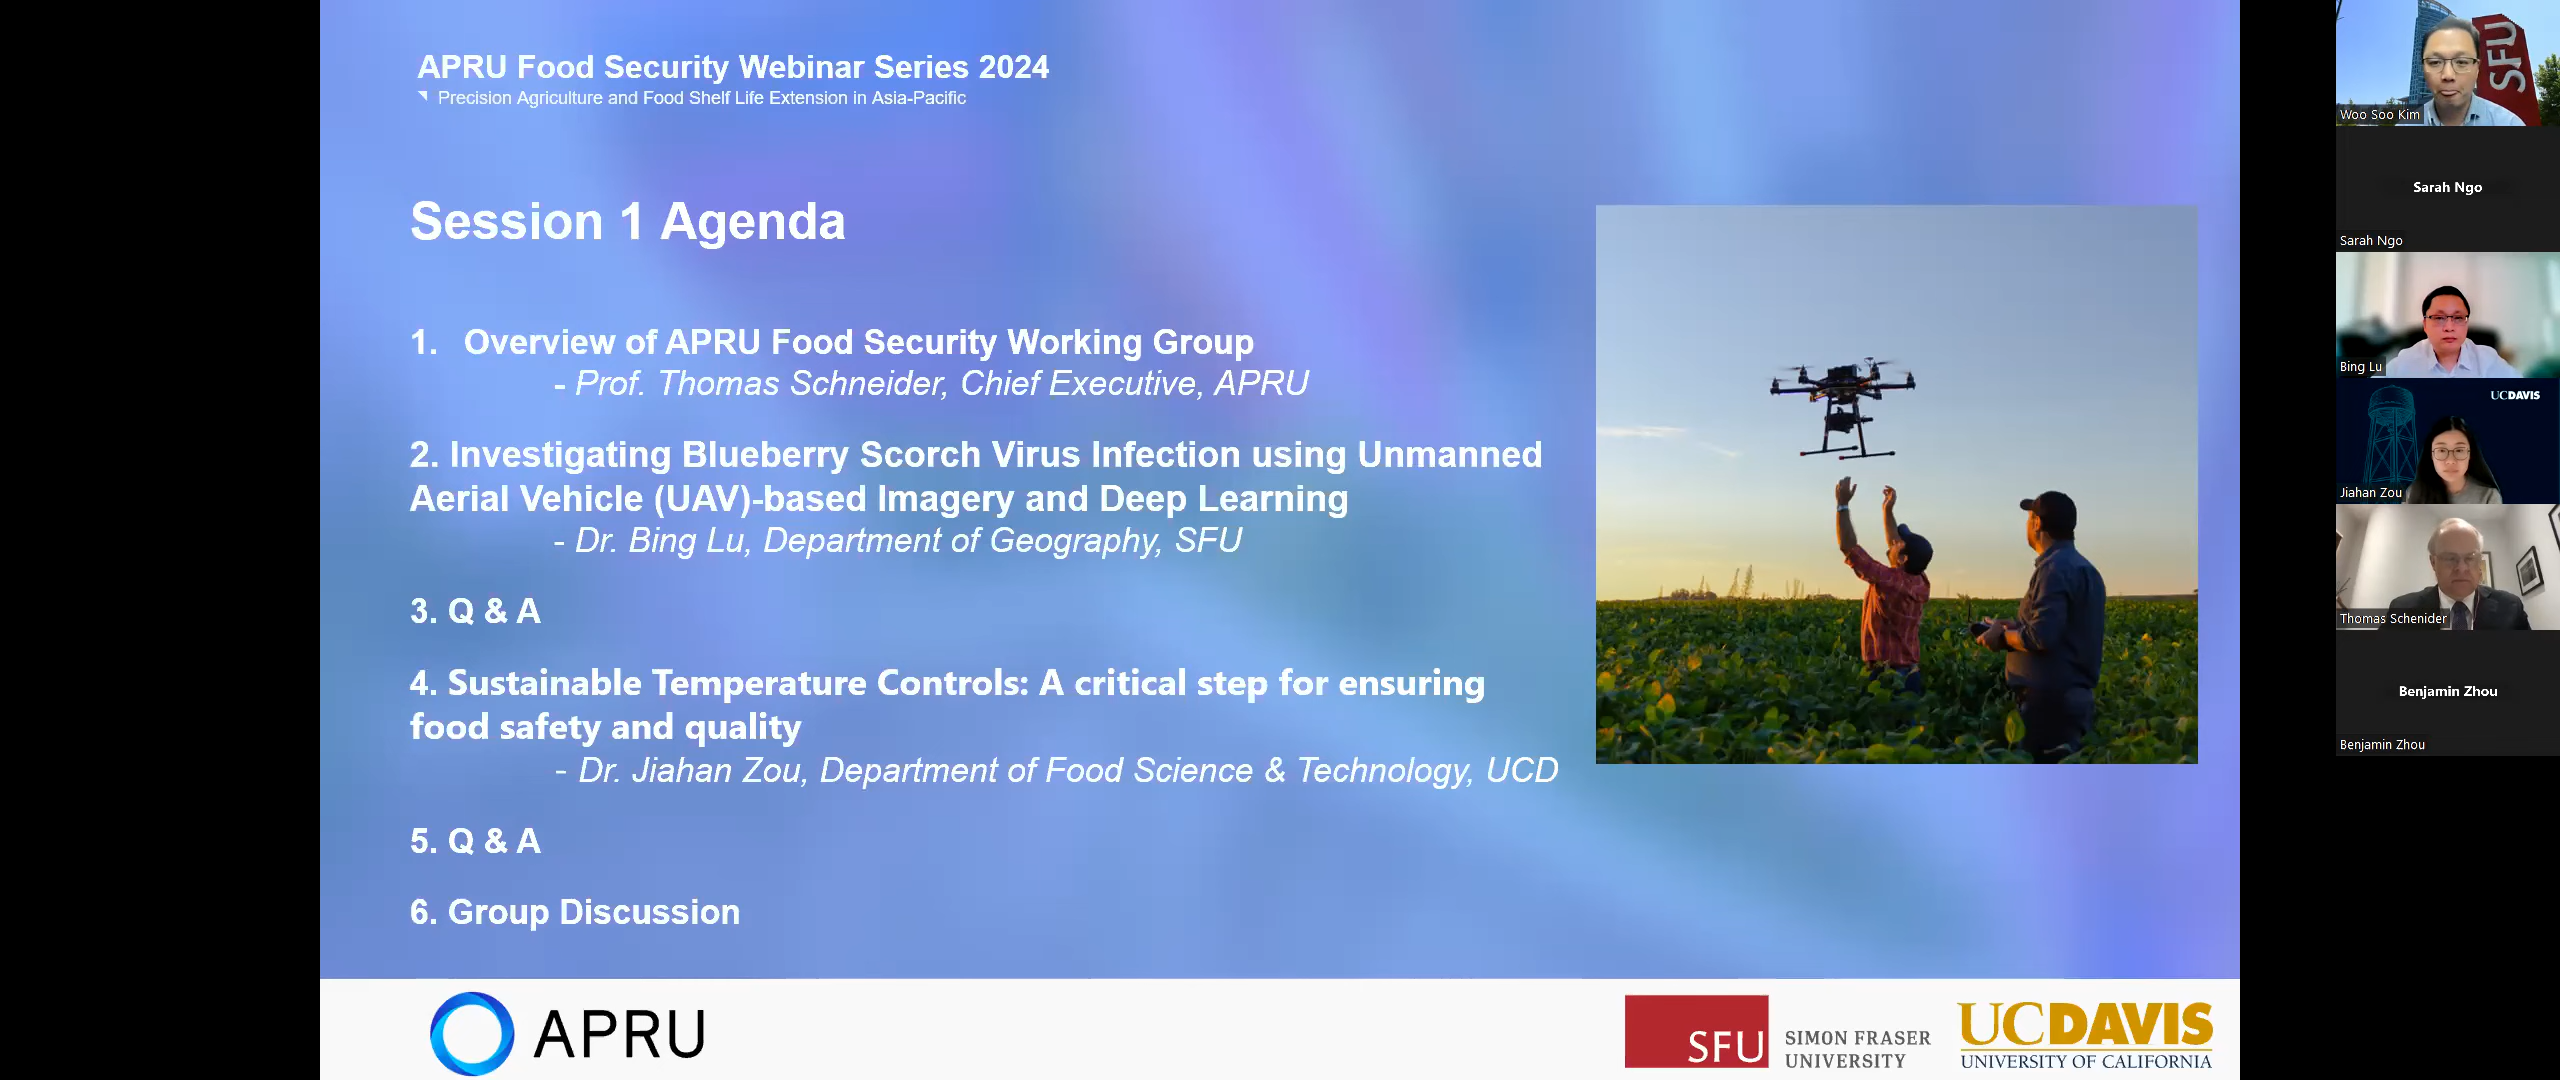 APRU Food Security Webinar Series 2024
Precision Agriculture and Food Shelf Life Extension in Asia-Pacific
Session 1 Agenda
1. Overview of APRU Food Security Working Group
- Prof. Thomas Schneider, Chief Executive, APRU
2. Investigating Blueberry Scorch Virus Infection using Unmanned
Aerial Vehicle (UAV)-based Imagery and Deep Learning
- Dr. Bing Lu, Department of Geography, SFU
3. Q & A
4. Sustainable Temperature Controls: A critical step for ensuring
food safety and quality
- Dr. Jiahan Zou, Department of Food Science & Technology, UCD
5. Q & A
6. Group Discussion
APRU
SFU
SIMON FRASER
UNIVERSITY
UCDAVIS
UNIVERSITY OF CALIFORNIA
SFU
Woo Soo Kim
Sarah Ngo
Sarah Ngo
Bing Lu
UCDAVIS
Jiahan Zou
Thomas Schenider
Benjamin Zhou
Benjamin Zhou